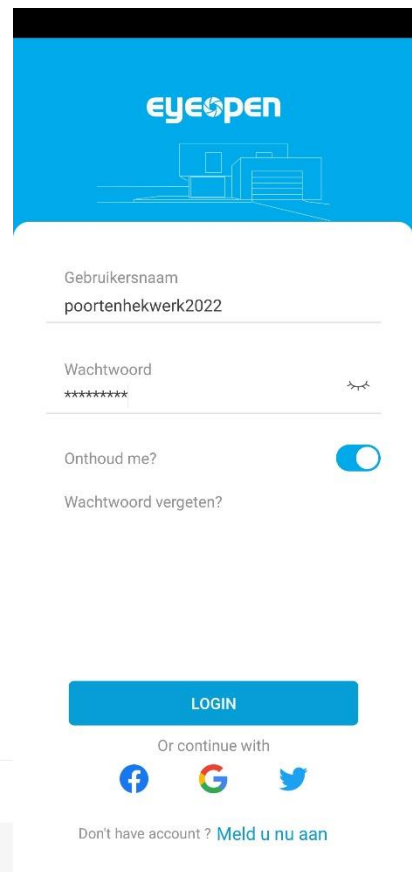 eyeopen
Gebruikersnaam
poortenhekwerk2022
Wachtwoord
*********
Onthoud me?
Wachtwoord vergeten?
LOGIN
Or continue with
Don't have account ? Meld u nu aan